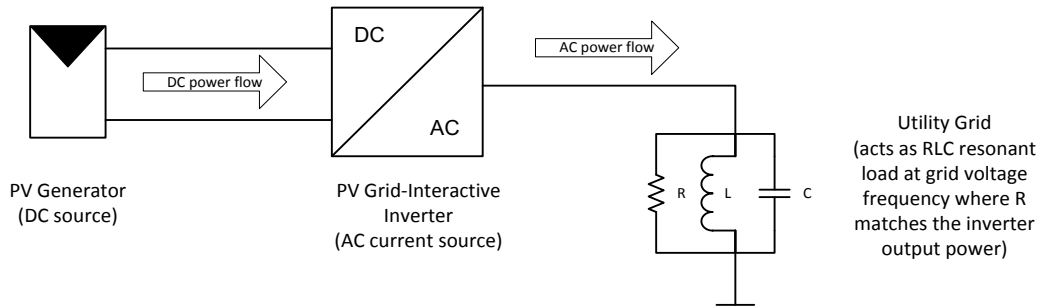 DC
AC power flow
DC power flow
AC
Utility Grid
(acts as RLC resonant
load at grid voltage
frequency where R
matches the inverter
output power)
PV Generator
(DC source)
PV Grid-Interactive
Inverter
(AC current source)
R
L
C